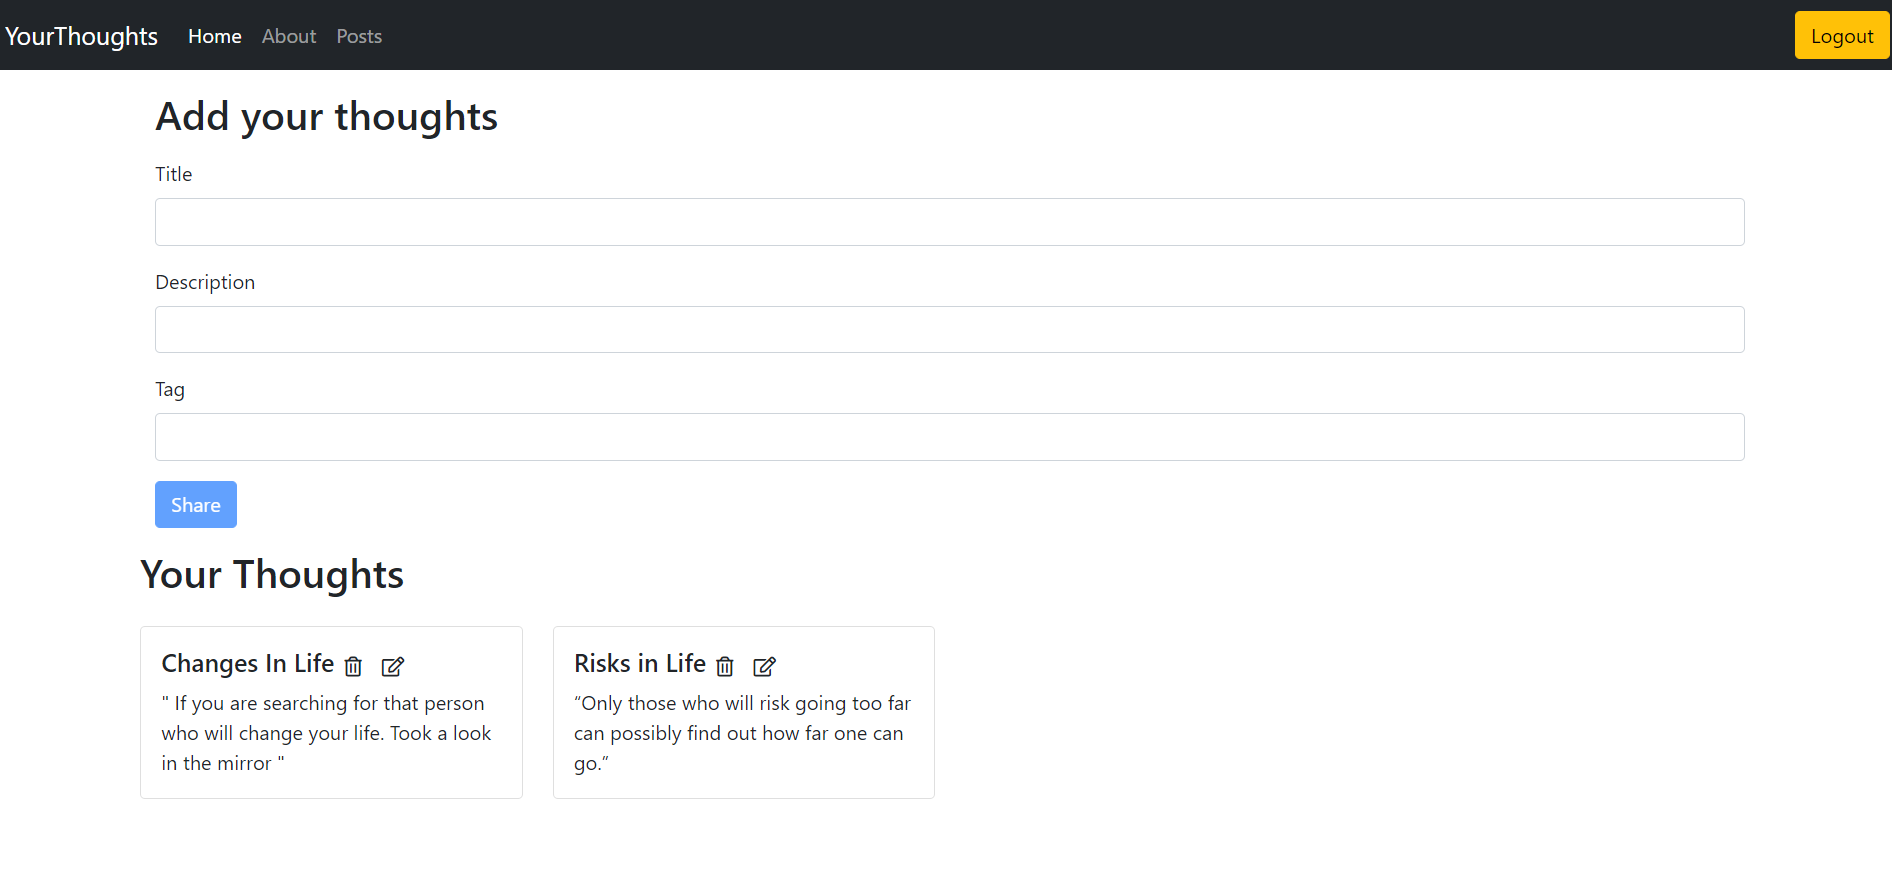 YourThoughts Home About Posts Logout
Add your thoughts
Title
Description
Tag
Share
Your Thoughts
Changes In Life
" If you are searching for that person
who will change your life. Took a look
in the mirror "
Risks in Life
“Only those who will risk going too far
can possibly find out how far one can
go.”